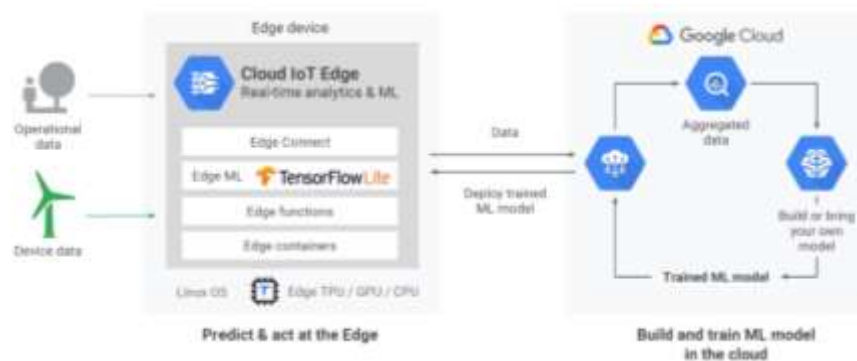 Edge device
Cloud IoT Edge
Real-time analytics & ML
Edge Connect
Edge ML TensorFlowLite
Edge functions
Edge containers
Linux OS
T
Edge TPU / GPU / CPU
Predict & act at the Edge
Operational
data
Device data
Data
Deploy trained
ML model
Google Cloud
Aggregated
data
Build or bring
your own
model
Trained ML model
Build and train ML model
in the cloud